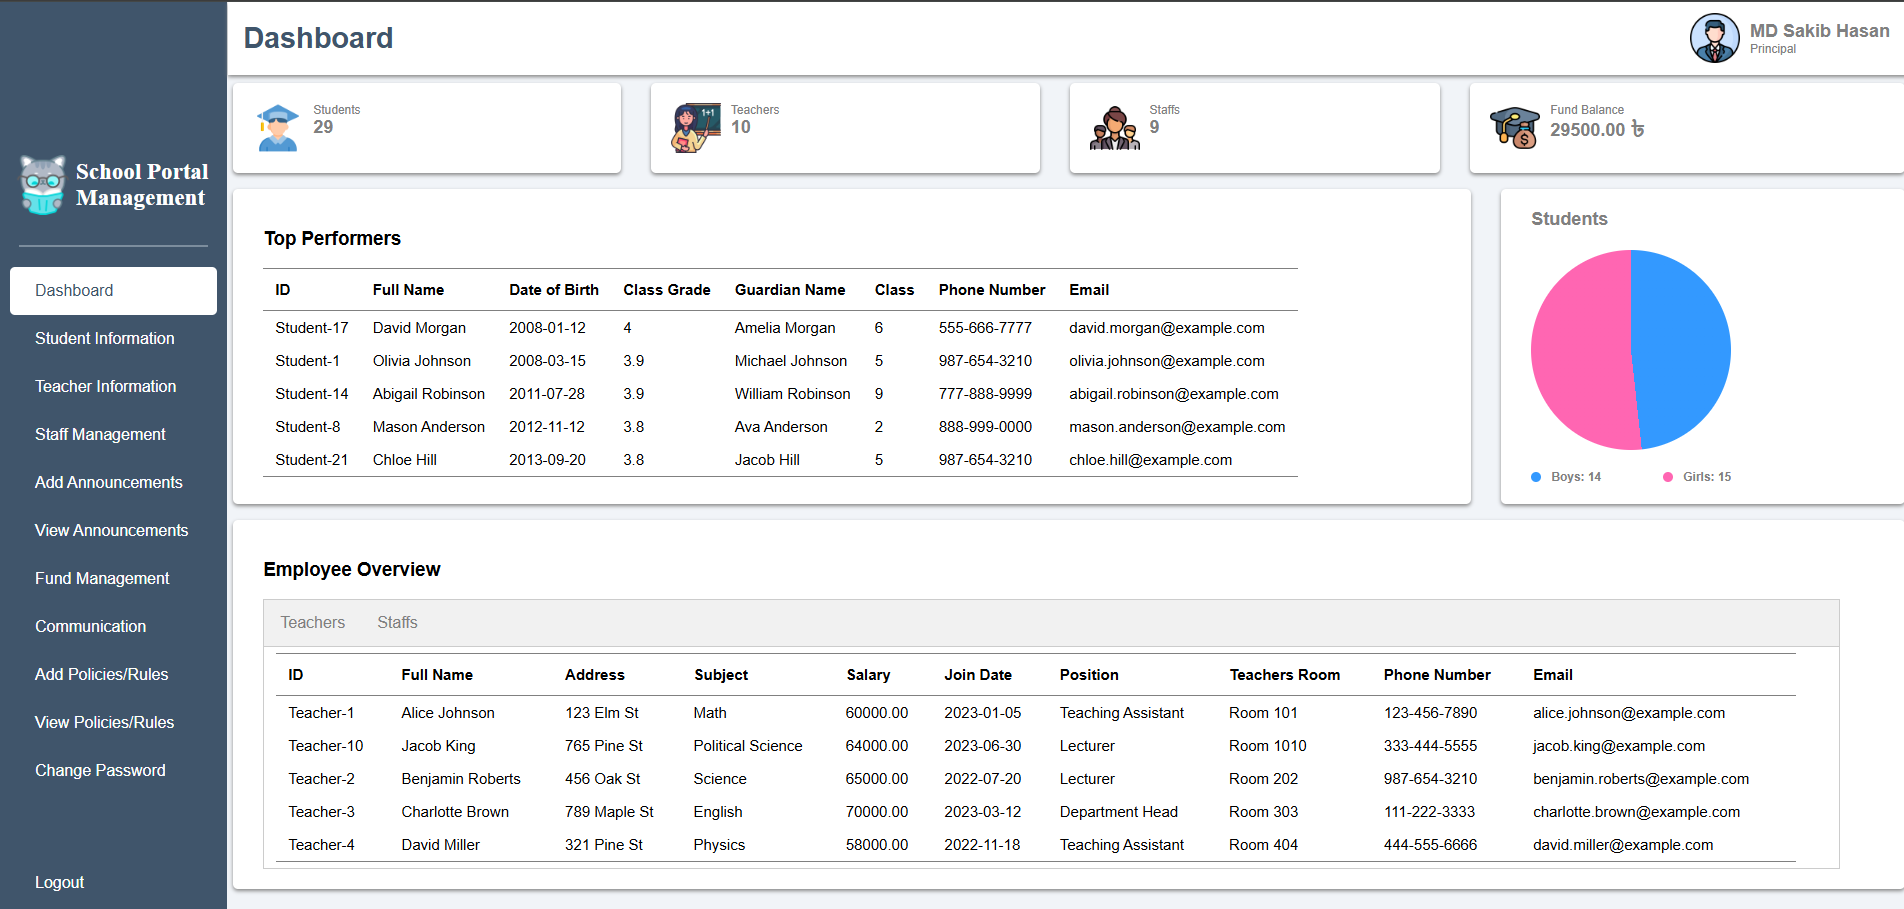 Dashboard
MD Sakib Hasan
Principal
School Portal
Management
Dashboard
Student Information
Teacher Information
Staff Management
Add Announcements
View Announcements
Fund Management
Communication
Add Policies/Rules
View Policies/Rules
Change Password
Logout
Students
29
1+1
Teachers
10
Staffs
9
$
Fund Balance
29500.00 ৳
Top Performers
ID Full Name Date of Birth Class Grade Guardian Name Class Phone Number Email
Student-17 David Morgan 2008-01-12 4 Amelia Morgan 6 555-666-7777 david.morgan@example.com
Student-1 Olivia Johnson 2008-03-15 3.9 Michael Johnson 5 987-654-3210 olivia.johnson@example.com
Student-14 Abigail Robinson 2011-07-28 3.9 William Robinson 9 777-888-9999 abigail.robinson@example.com
Student-8 Mason Anderson 2012-11-12 3.8 Ava Anderson 2 888-999-0000 mason.anderson@example.com
Student-21 Chloe Hill 2013-09-20 3.8 Jacob Hill 5 987-654-3210 chloe.hill@example.com
Students
Boys: 14 Girls: 15
Employee Overview
Teachers Staffs
ID Full Name Address Subject Salary Join Date Position Teachers Room Phone Number Email
Teacher-1 Alice Johnson 123 Elm St Math 60000.00 2023-01-05 Teaching Assistant Room 101 123-456-7890 alice.johnson@example.com
Teacher-10 Jacob King 765 Pine St Political Science 64000.00 2023-06-30 Lecturer Room 1010 333-444-5555 jacob.king@example.com
Teacher-2 Benjamin Roberts 456 Oak St Science 65000.00 2022-07-20 Lecturer Room 202 987-654-3210 benjamin.roberts@example.com
Teacher-3 Charlotte Brown 789 Maple St English 70000.00 2023-03-12 Department Head Room 303 111-222-3333 charlotte.brown@example.com
Teacher-4 David Miller 321 Pine St Physics 58000.00 2022-11-18 Teaching Assistant Room 404 444-555-6666 david.miller@example.com